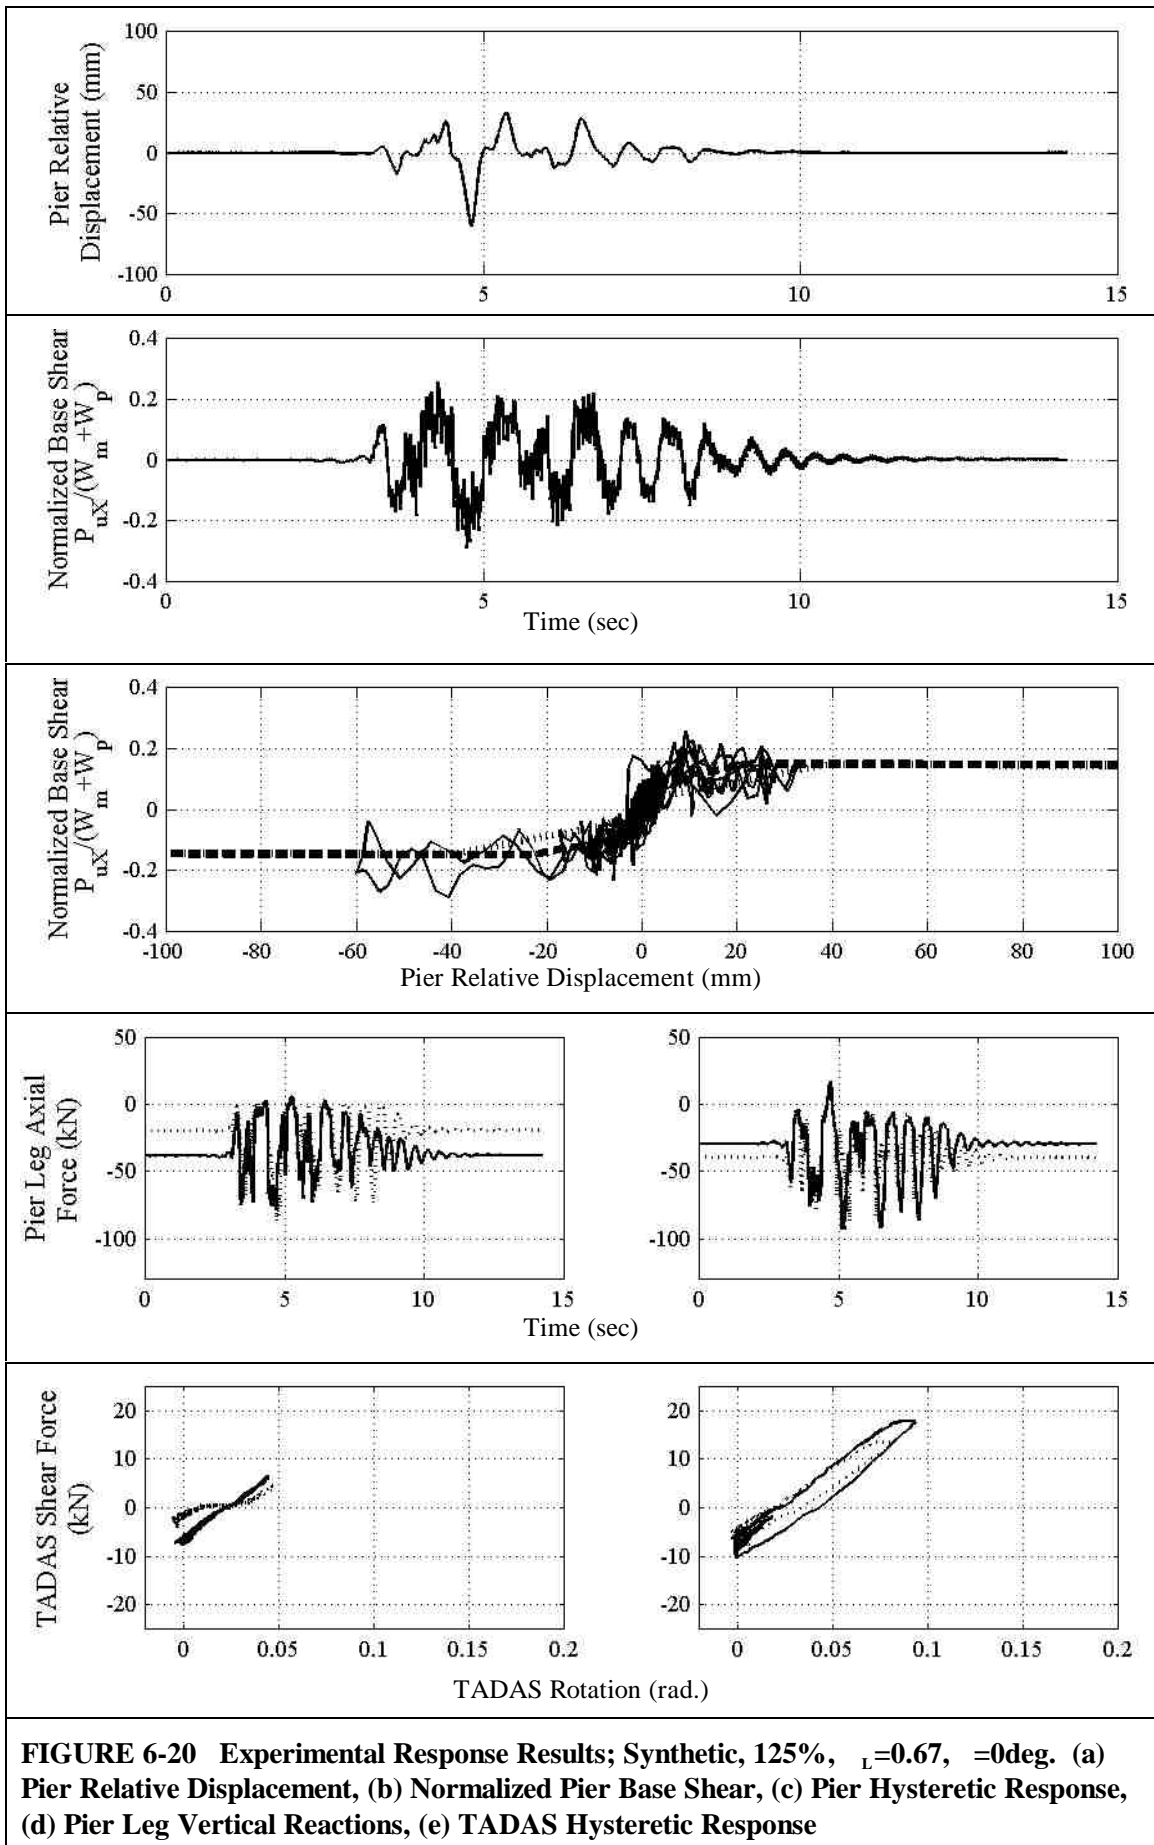 Pier Relative
Displacement (mm)
100
50
0
-50
-100
0 5 10 15
Normalized Base Shear
P_uX/(W_m+W_p)
0.4
0.2
0
-0.2
-0.4
0 5 10 15
Time (sec)
Normalized Base Shear
P_uX/(W_m+W_p)
0.4
0.2
0
-0.2
-0.4
-100 -80 -60 -40 -20 0 20 40 60 80 100
Pier Relative Displacement (mm)
Pier Leg Axial
Force (kN)
50
0
-50
-100
0 5 10 15
50
0
-50
-100
0 5 10 15
Time (sec)
TADAS Shear Force
(kN)
20
10
0
-10
-20
0 0.05 0.1 0.15 0.2
20
10
0
-10
-20
0 0.05 0.1 0.15 0.2
TADAS Rotation (rad.)
FIGURE 6-20 Experimental Response Results; Synthetic, 125%, _L=0.67, =0deg. (a)
Pier Relative Displacement, (b) Normalized Pier Base Shear, (c) Pier Hysteretic Response,
(d) Pier Leg Vertical Reactions, (e) TADAS Hysteretic Response